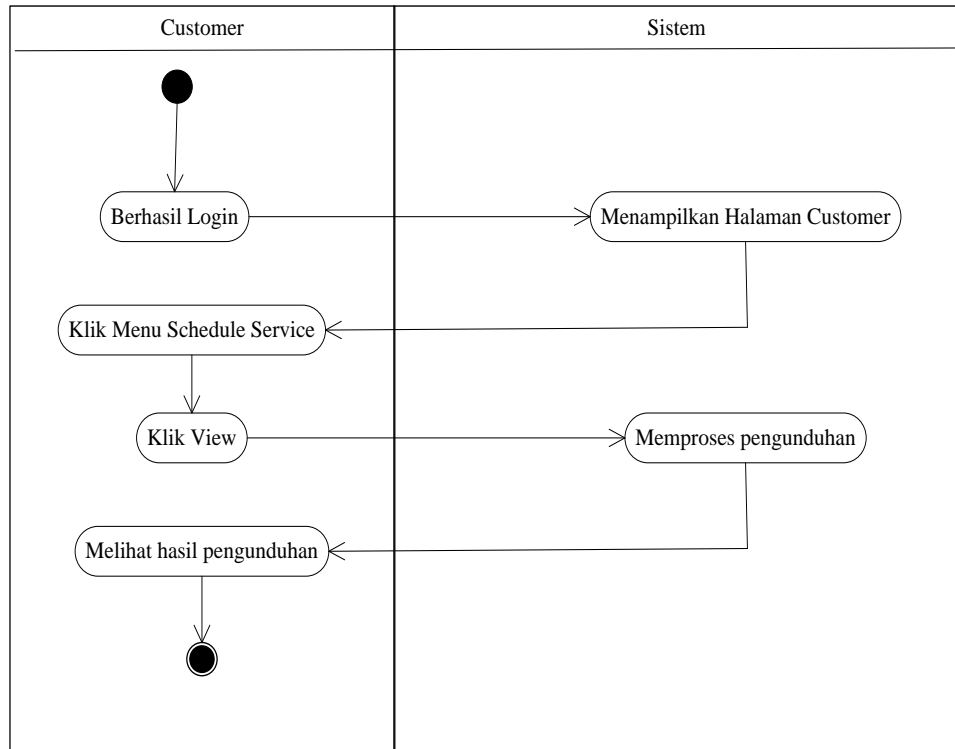 Customer
Sistem
Berhasil Login
Menampilkan Halaman Customer
Klik Menu Schedule Service
Klik View
Memproses pengunduhan
Melihat hasil pengunduhan